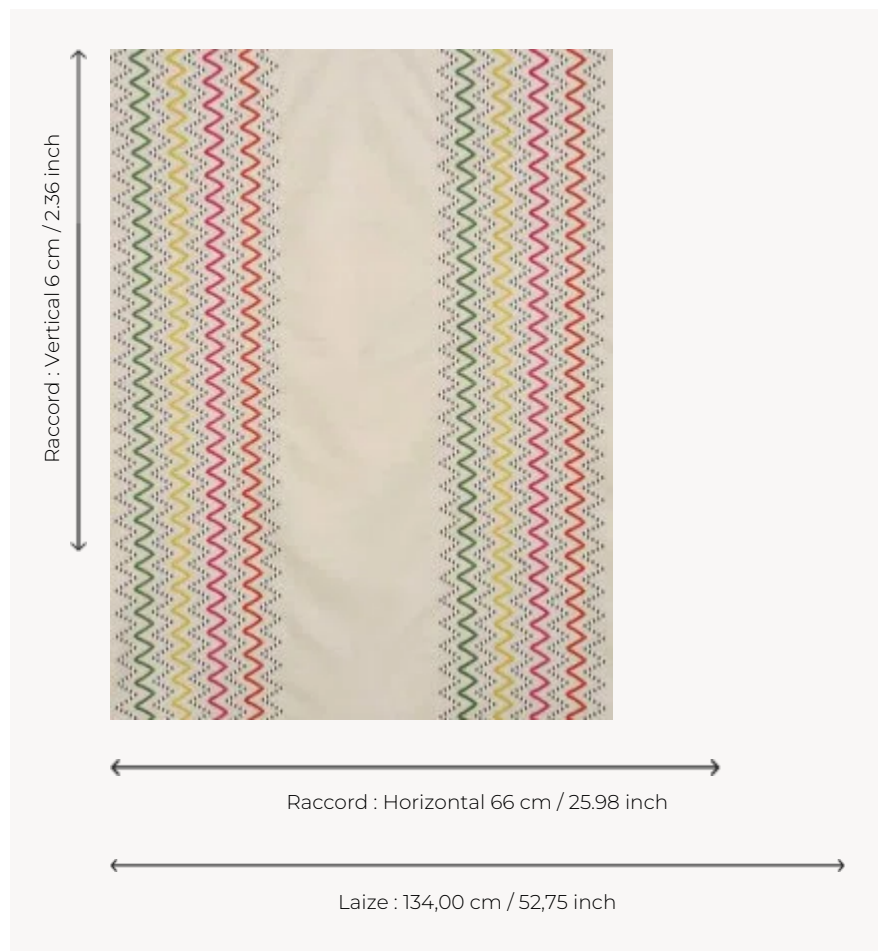 Raccord : Vertical 6 cm / 2.36 inch
Raccord : Horizontal 66 cm / 25.98 inch
Laize : 134,00 cm / 52,75 inch